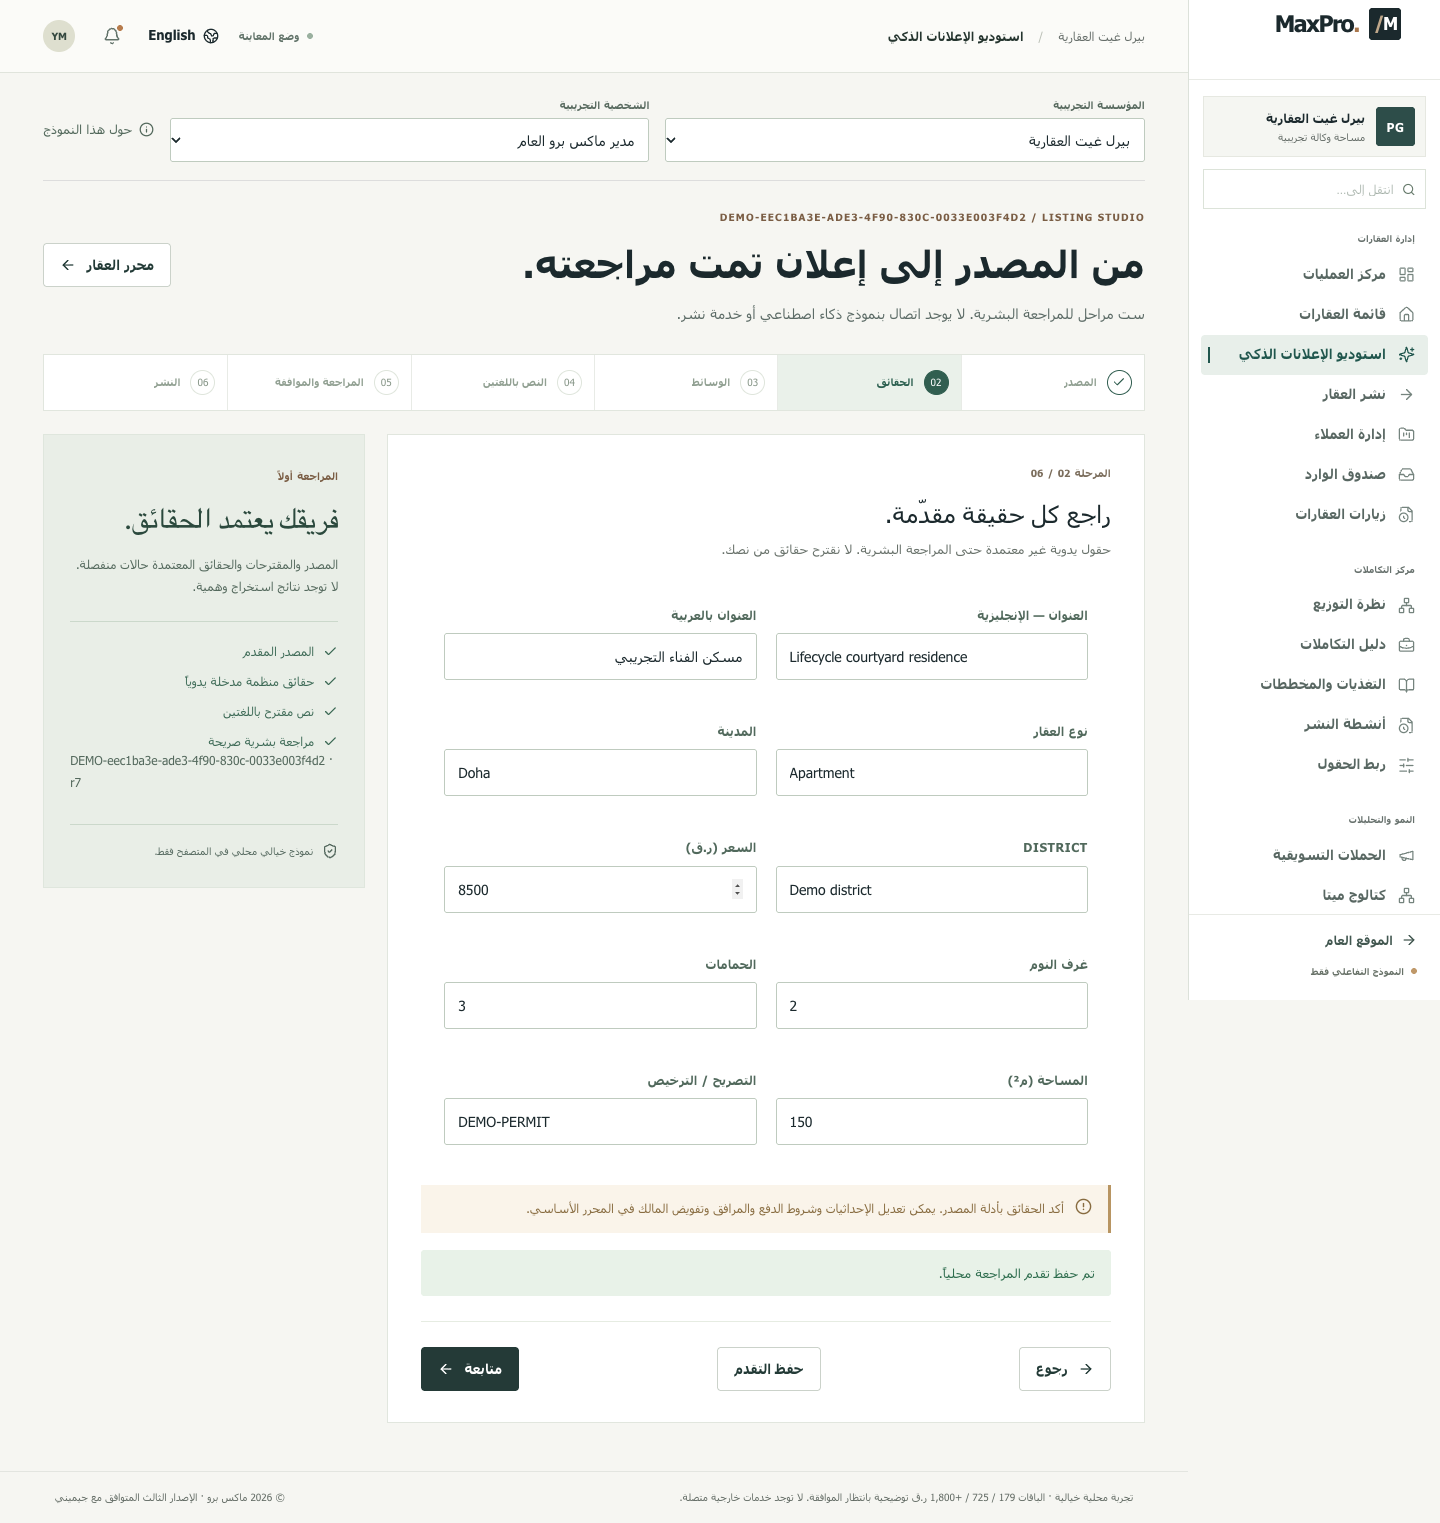 MaxPro.
/M
بيرل غيت العقارية / استوديو الإعلانات الذكي
وضع المعاينة
English
YM
PG
بيرل غيت العقارية
مساحة وكالة تجريبية
انتقل إلى...
إدارة العقارات
مركز العمليات
قائمة العقارات
استوديو الإعلانات الذكي
نشر العقار
إدارة العملاء
صندوق الوارد
زيارات العقارات
مركز التكاملات
نظرة التوزيع
دليل التكاملات
التغذيات والمخططات
أنشطة النشر
ربط الحقول
النمو والتحليلات
الحملات التسويقية
كتالوج ميتا
الموقع العام
النموذج التفاعلي فقط
المؤسسة التجريبية
بيرل غيت العقارية
الشخصية التجريبية
مدير ماكس برو العام
حول هذا النموذج
DEMO-EEC1BA3E-ADE3-4F90-830C-0033E003F4D2 / LISTING STUDIO
من المصدر إلى إعلان تمت مراجعته.
ست مراحل للمراجعة البشرية. لا يوجد اتصال بنموذج ذكاء اصطناعي أو خدمة نشر.
محرر العقار
المصدر
02 الحقائق
03 الوسائط
04 النص باللغتين
05 المراجعة والموافقة
06 النشر
المرحلة 02 / 06
راجع كل حقيقة مقدّمة.
حقول يدوية غير معتمدة حتى المراجعة البشرية. لا نقترح حقائق من نصك.
العنوان — الإنجليزية
Lifecycle courtyard residence
العنوان بالعربية
مسكن الفناء التجريبي
نوع العقار
Apartment
المدينة
Doha
DISTRICT
Demo district
السعر (ر.ق)
8500
غرف النوم
2
الحمامات
3
المساحة (م²)
150
التصريح / الترخيص
DEMO-PERMIT
أكد الحقائق بأدلة المصدر. يمكن تعديل الإحداثيات وشروط الدفع والمرافق وتفويض المالك في المحرر الأساسي.
تم حفظ تقدم المراجعة محلياً.
رجوع
حفظ التقدم
متابعة
المراجعة أولاً
فريقك يعتمد الحقائق.
المصدر والمقترحات والحقائق المعتمدة حالات منفصلة.
لا توجد نتائج استخراج وهمية.
المصدر المقدم
حقائق منظمة مدخلة يدوياً
نص مقترح باللغتين
مراجعة بشرية صريحة
DEMO-eec1ba3e-ade3-4f90-830c-0033e003f4d2 ·
r7
نموذج خيالي محلي في المتصفح فقط.
تجربة محلية خيالية · الباقات 179 / 725 / +1,800 ر.ق توضيحية بانتظار الموافقة. لا توجد خدمات خارجية متصلة.
© 2026 ماكس برو · الإصدار الثالث المتوافق مع جيميني